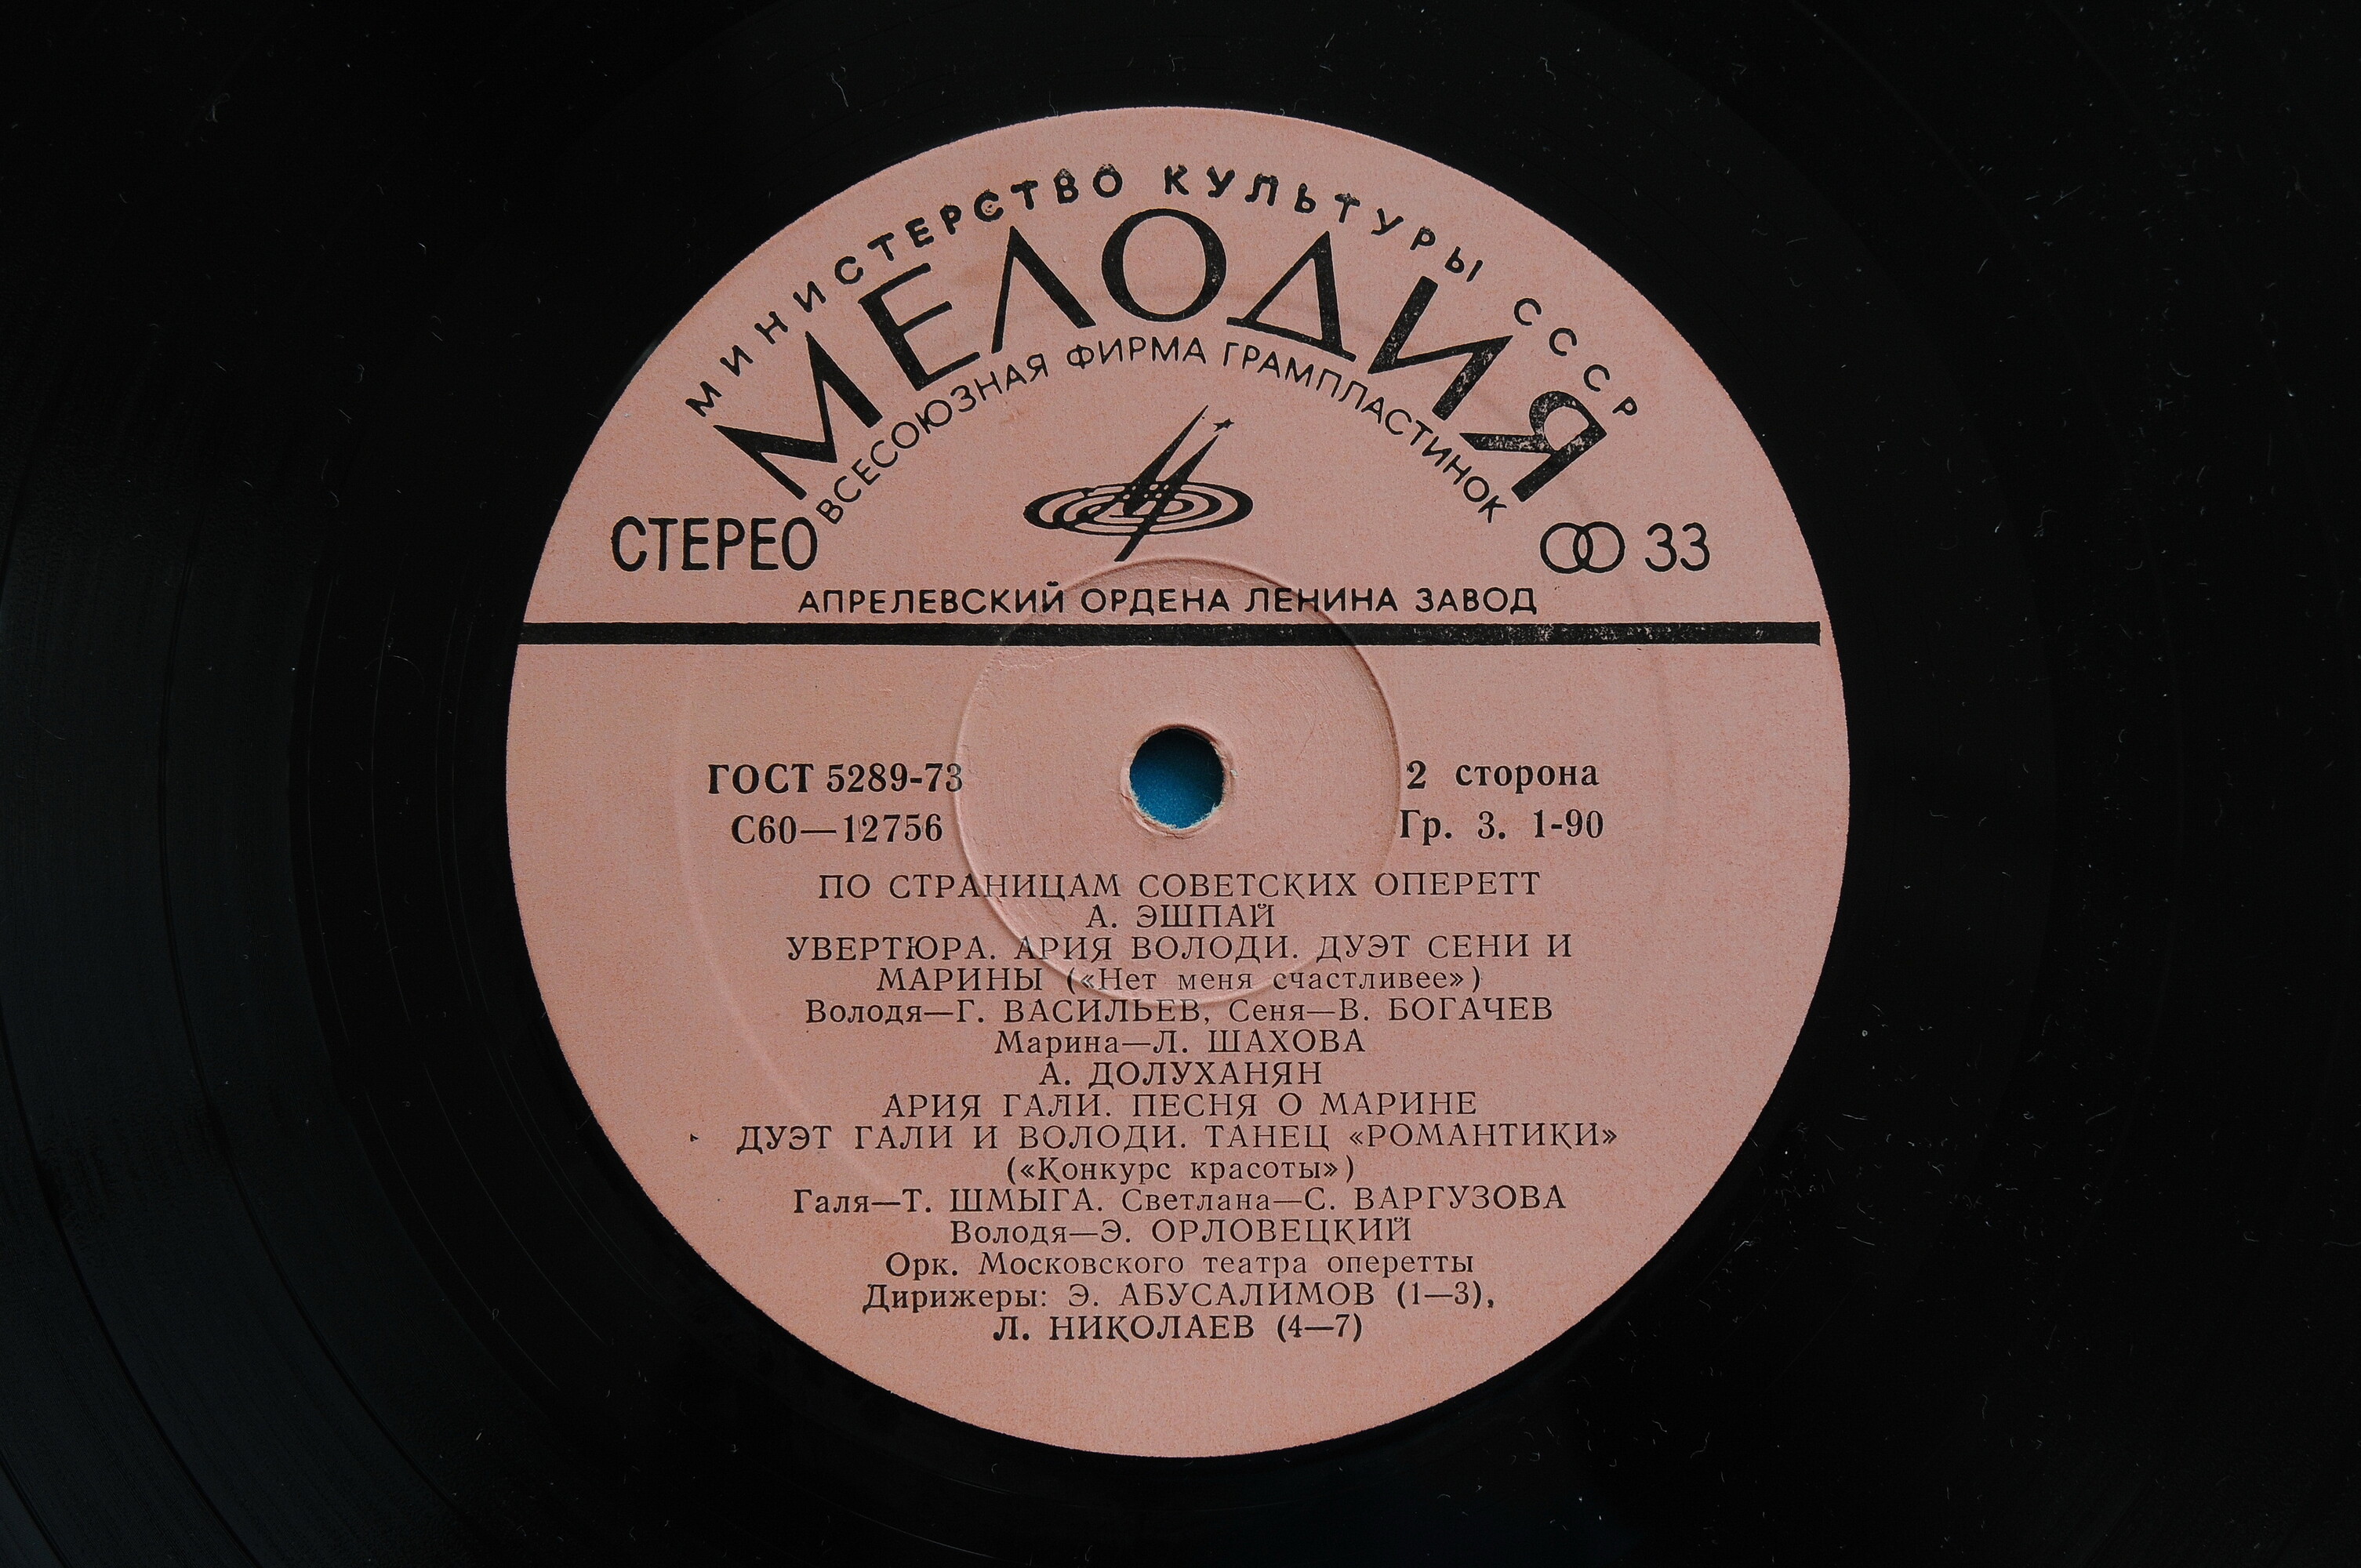 МИНИСТЕРСТВО КУЛЬТУРЫ СССР
МЕЛОДИЯ
ВСЕСОЮЗНАЯ ФИРМА ГРАМПЛАСТИНОК
СТЕРЕО
33
АПРЕЛЕВСКИЙ ОРДЕНА ЛЕНИНА ЗАВОД
ГОСТ 5289-73
2 сторона
С60—12756
Гр. 3. 1-90
ПО СТРАНИЦАМ СОВЕТСКИХ ОПЕРЕТТ
А. ЭШПАЙ
УВЕРТЮРА. АРИЯ ВОЛОДИ. ДУЭТ СЕНИ И
МАРИНЫ («Нет меня счастливее»)
Володя—Г. ВАСИЛЬЕВ, Сеня—В. БОГАЧЕВ
Марина—Л. ШАХОВА
А. ДОЛУХАНЯН
АРИЯ ГАЛИ. ПЕСНЯ О МАРИНЕ
ДУЭТ ГАЛИ И ВОЛОДИ. ТАНЕЦ «РОМАНТИКИ»
(«Конкурс красоты»)
Галя—Т. ШМЫГА. Светлана—С. ВАРГУЗОВА
Володя—Э. ОРЛОВЕЦКИЙ
Орк. Московского театра оперетты
Дирижеры: Э. АБУСАЛИМОВ (1—3),
Л. НИКОЛАЕВ (4—7)